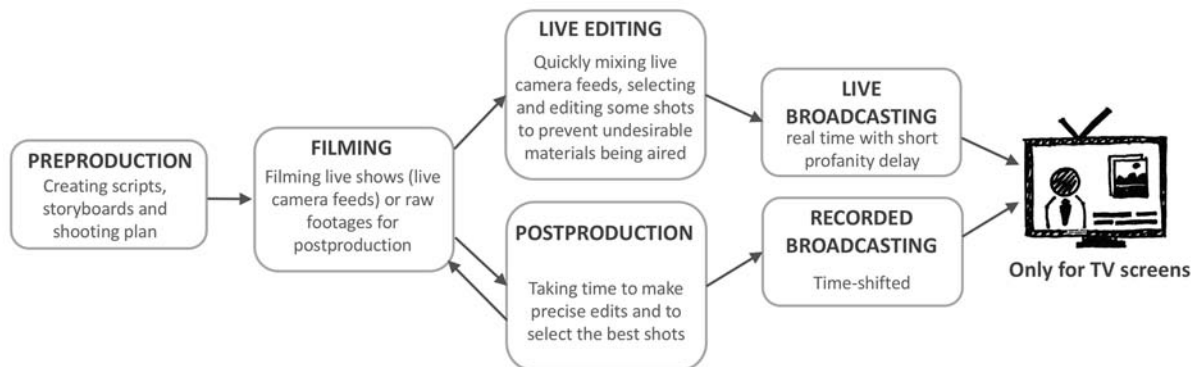 PREPRODUCTION
Creating scripts,
storyboards and
shooting plan
FILMING
Filming live shows (live
camera feeds) or raw
footages for
postproduction
LIVE EDITING
Quickly mixing live
camera feeds, selecting
and editing some shots
to prevent undesirable
materials being aired
POSTPRODUCTION
Taking time to make
precise edits and to
select the best shots
LIVE
BROADCASTING
real time with short
profanity delay
RECORDED
BROADCASTING
Time-shifted
Only for TV screens